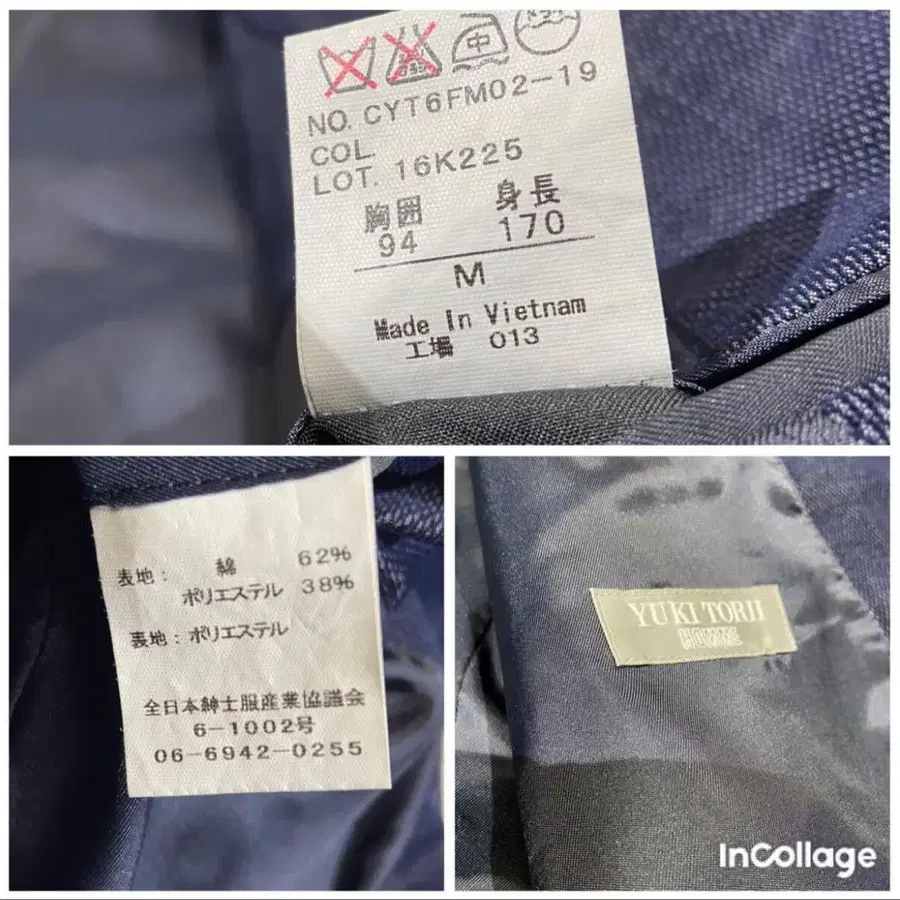 中
NO. CYT6FM02-19
COL
LOT. 16K225
胸囲 身長
94 170
M
Made In Vietnam
工場 013
表地: 綿 62%
ポリエステル 38%
表地: ポリエステル
全日本紳士服産業協議会
6-1002号
06-6942-0255
YUKI TORII
HOMME
InCollage